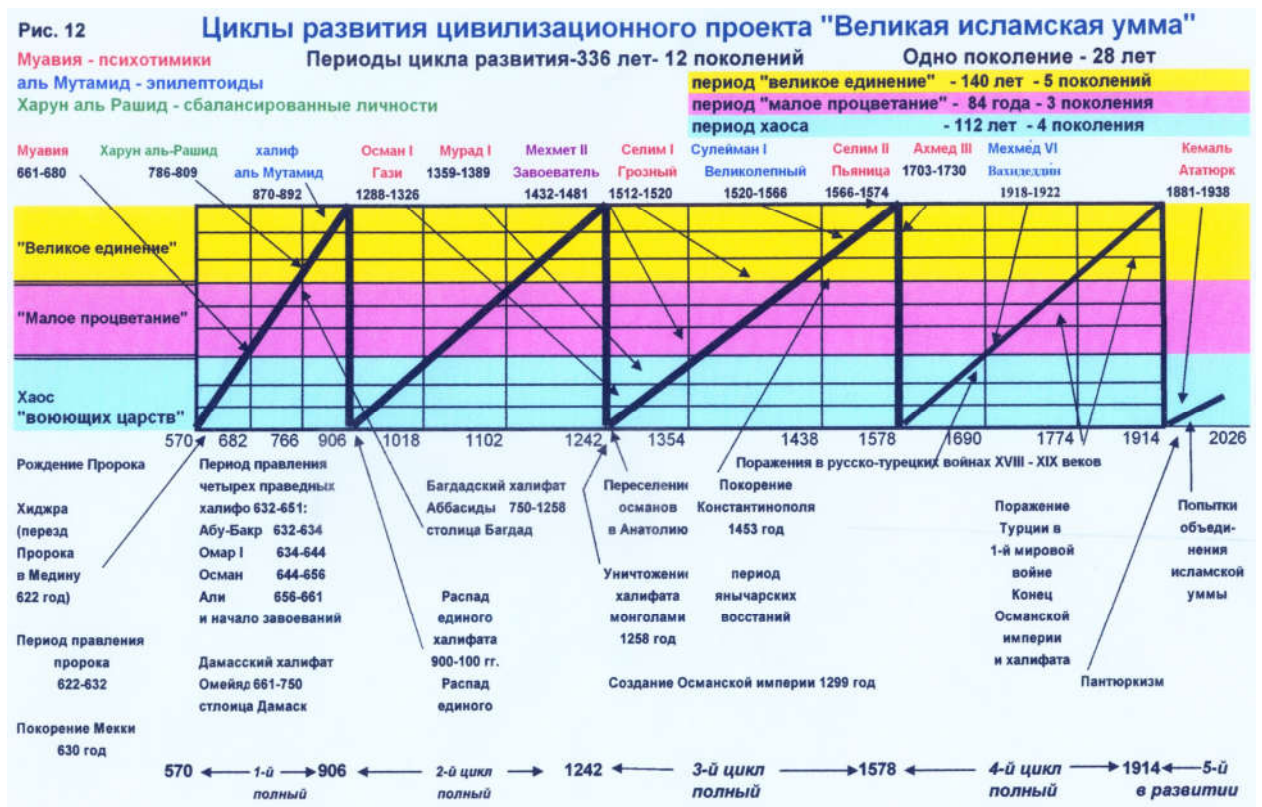 Рис. 12
Циклы развития цивилизационного проекта "Великая исламская умма"
Муавия - психотимики
Периоды цикла развития-336 лет- 12 поколений
Одно поколение - 28 лет
аль Мутамид - эпилептоиды
период "великое единение" - 140 лет - 5 поколений
Харун аль Рашид - сбалансированные личности
период "малое процветание" - 84 года - 3 поколения
период хаоса - 112 лет - 4 поколения
Муавия
661-680
Харун аль-Рашид
786-809
халиф
аль Мутамид
870-892
Осман I
Гази
1288-1326
Мурад I
1359-1389
Мехмет II
Завоеватель
1432-1481
Селим I
Грозный
1512-1520
Сулейман I
Великолепный
1520-1566
Селим II
Пьяница
1566-1574
Ахмед III
1703-1730
Мехмед VI
Вахидеддин
1918-1922
Кемаль
Ататюрк
1881-1938
"Великое единение"
"Малое процветание"
Хаос
"воюющих царств"
570 682 766 906 1018 1102 1242 1354 1438 1578 1690 1774 1914 2026
Рождение Пророка
Хиджра
(перезд
Пророка
в Медину
622 год)
Период правления
пророка
622-632
Покорение Мекки
630 год
Период правления
четырех праведных
халифо 632-651:
Абу-Бакр 632-634
Омар I 634-644
Осман 644-656
Али 656-661
и начало завоеваний
Дамасский халифат
Омейяд 661-750
стлоица Дамаск
Багдадский халифат
Аббасиды 750-1258
столица Багдад
Распад
единого
халифата
900-100 гг.
Распад
единого
Переселение
османов
в Анатолию
Уничтожение
халифата
монголами
1258 год
Поражения в русско-турецких войнах XVIII - XIX веков
Покорение
Константинополя
1453 год
период
янычарских
восстаний
Создание Османской империи 1299 год
Поражение
Турции в
1-й мировой
войне
Конец
Османской
империи
и халифата
Пантюркизм
Попытки
объеди-
нения
исламской
уммы
570 1-й 906 2-й цикл 1242 3-й цикл 1578 4-й цикл 1914 5-й
полный полный полный полный в развитии